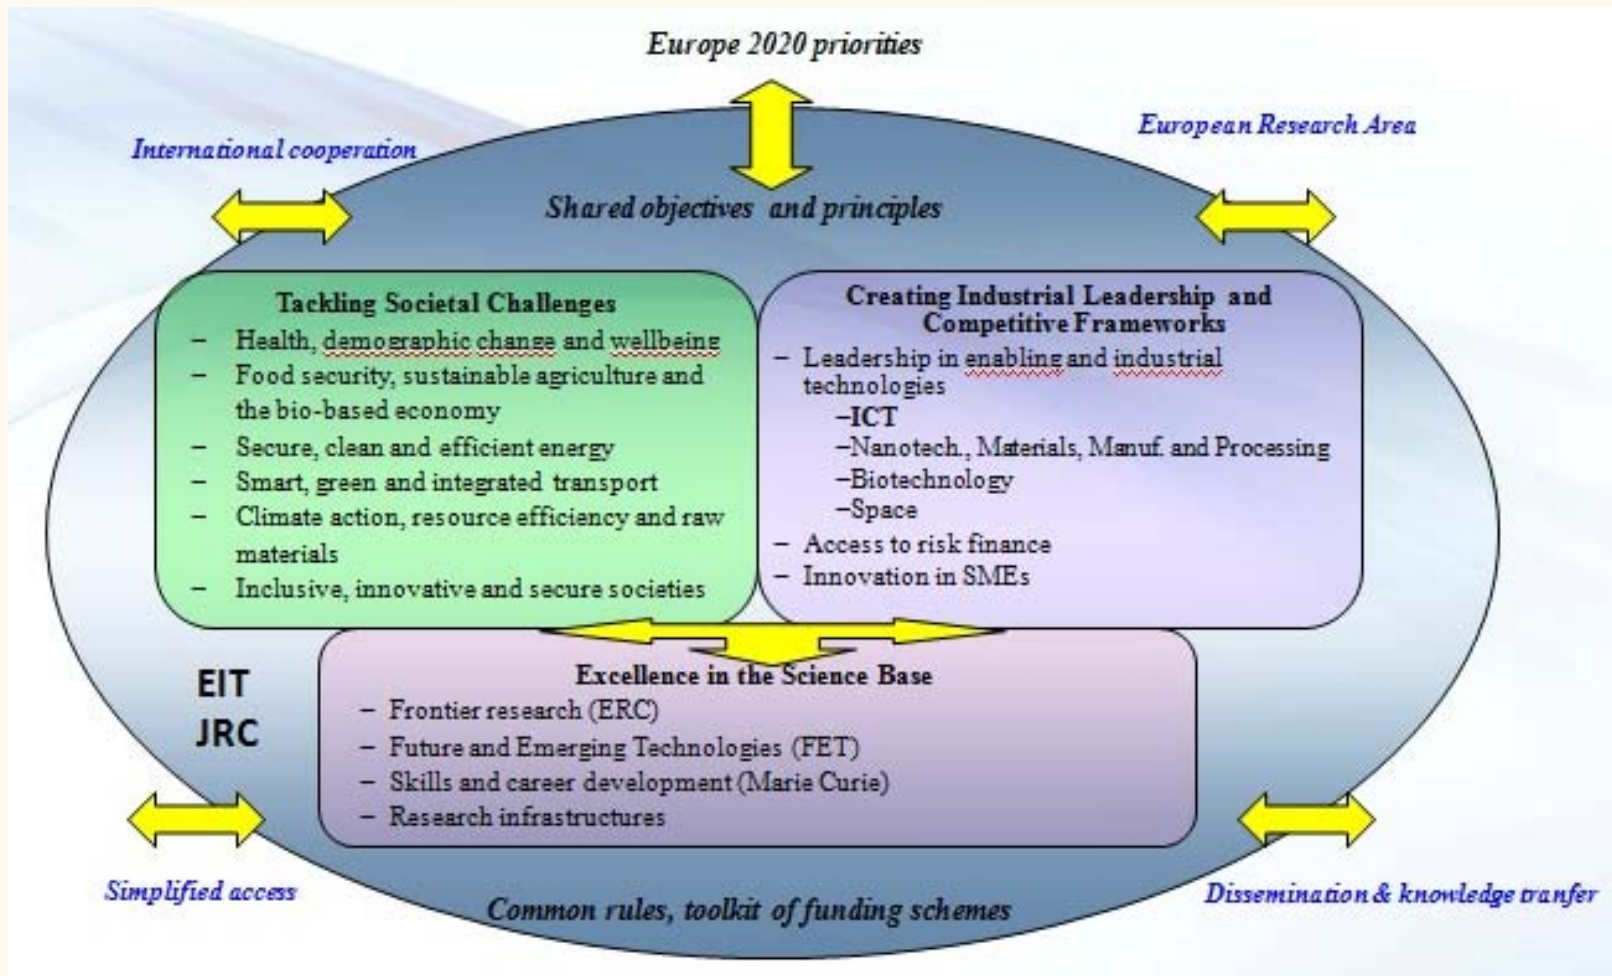 Europe 2020 priorities
International cooperation
European Research Area
Shared objectives and principles
Tackling Societal Challenges
– Health, demographic change and wellbeing
– Food security, sustainable agriculture and
the bio-based economy
– Secure, clean and efficient energy
– Smart, green and integrated transport
– Climate action, resource efficiency and raw
materials
– Inclusive, innovative and secure societies
Creating Industrial Leadership and
Competitive Frameworks
– Leadership in enabling and industrial
technologies
–ICT
–Nanotech., Materials, Manuf. and Processing
–Biotechnology
–Space
– Access to risk finance
– Innovation in SMEs
EIT
JRC
Excellence in the Science Base
– Frontier research (ERC)
– Future and Emerging Technologies (FET)
– Skills and career development (Marie Curie)
– Research infrastructures
Simplified access
Common rules, toolkit of funding schemes
Dissemination & knowledge tranfer